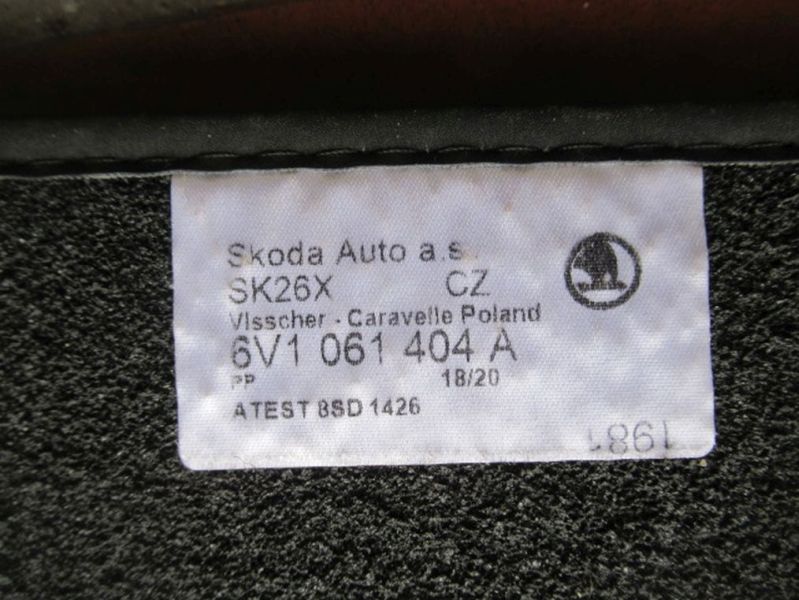 Skoda Auto a.s.
SK26X CZ
Visscher - Caravelle Poland
6V1 061 404 A
PP 18/20
ATEST 8SD 1426
1981